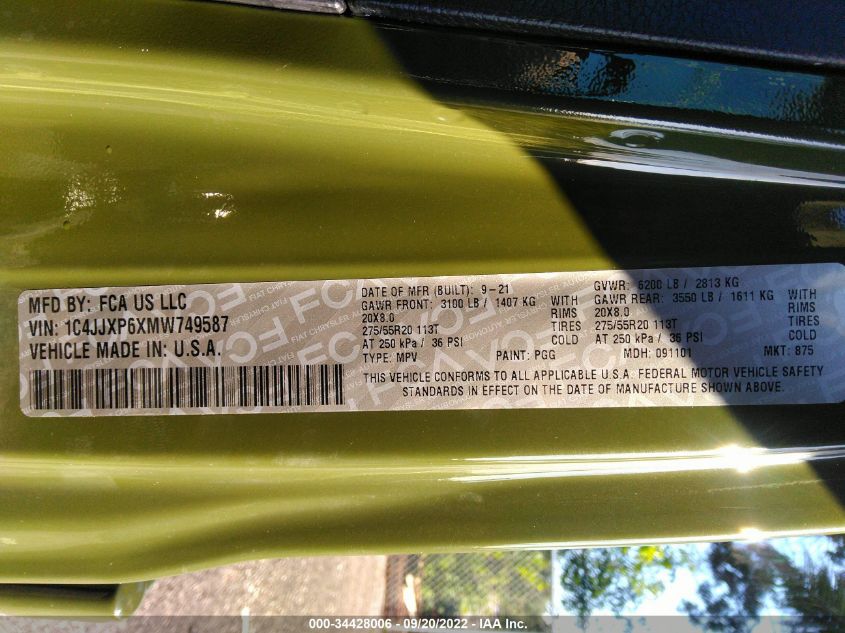 MFD BY: FCA US LLC
VIN: 1C4JJXP6XMW749587
VEHICLE MADE IN: U.S.A.
DATE OF MFR (BUILT): 9-21
GVWR: 6200 LB / 2813 KG
GAWR FRONT: 3100 LB / 1407 KG WITH
GAWR REAR: 3550 LB / 1611 KG WITH
20X8.0 RIMS
20X8.0 RIMS
275/55R20 113T TIRES
275/55R20 113T TIRES
AT 250 kPa / 36 PSI COLD
AT 250 kPa / 36 PSI COLD
TYPE: MPV PAINT: PGG MDH: 091101 MKT: 875
THIS VEHICLE CONFORMS TO ALL APPLICABLE U.S.A. FEDERAL MOTOR VEHICLE SAFETY
STANDARDS IN EFFECT ON THE DATE OF MANUFACTURE SHOWN ABOVE.
000-34428006 - 09/20/2022 - IAA Inc.